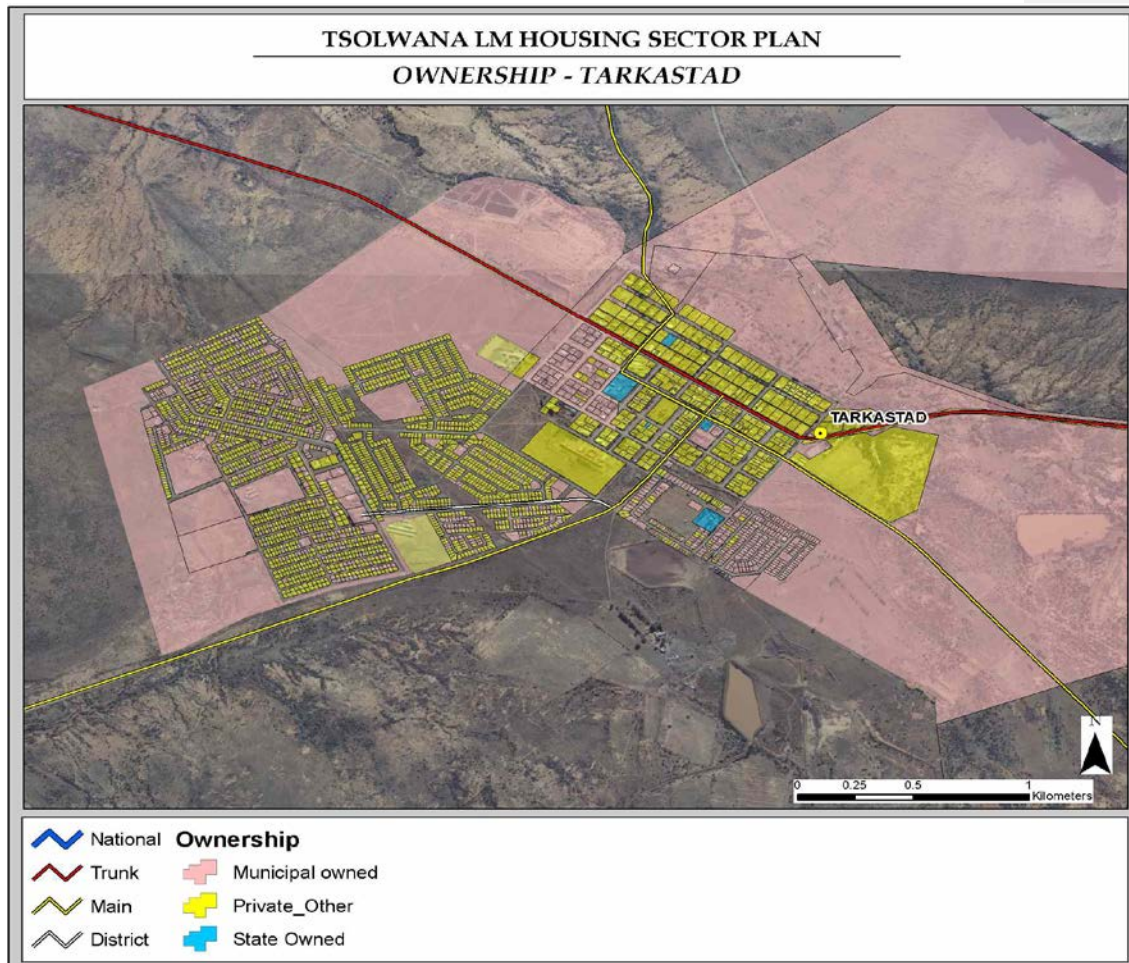 TSOLWANA LM HOUSING SECTOR PLAN
OWNERSHIP - TARKASTAD
TARKASTAD
N
0 0.25 0.5 1
Kilometers
National
Trunk
Main
District
Ownership
Municipal owned
Private_Other
State Owned